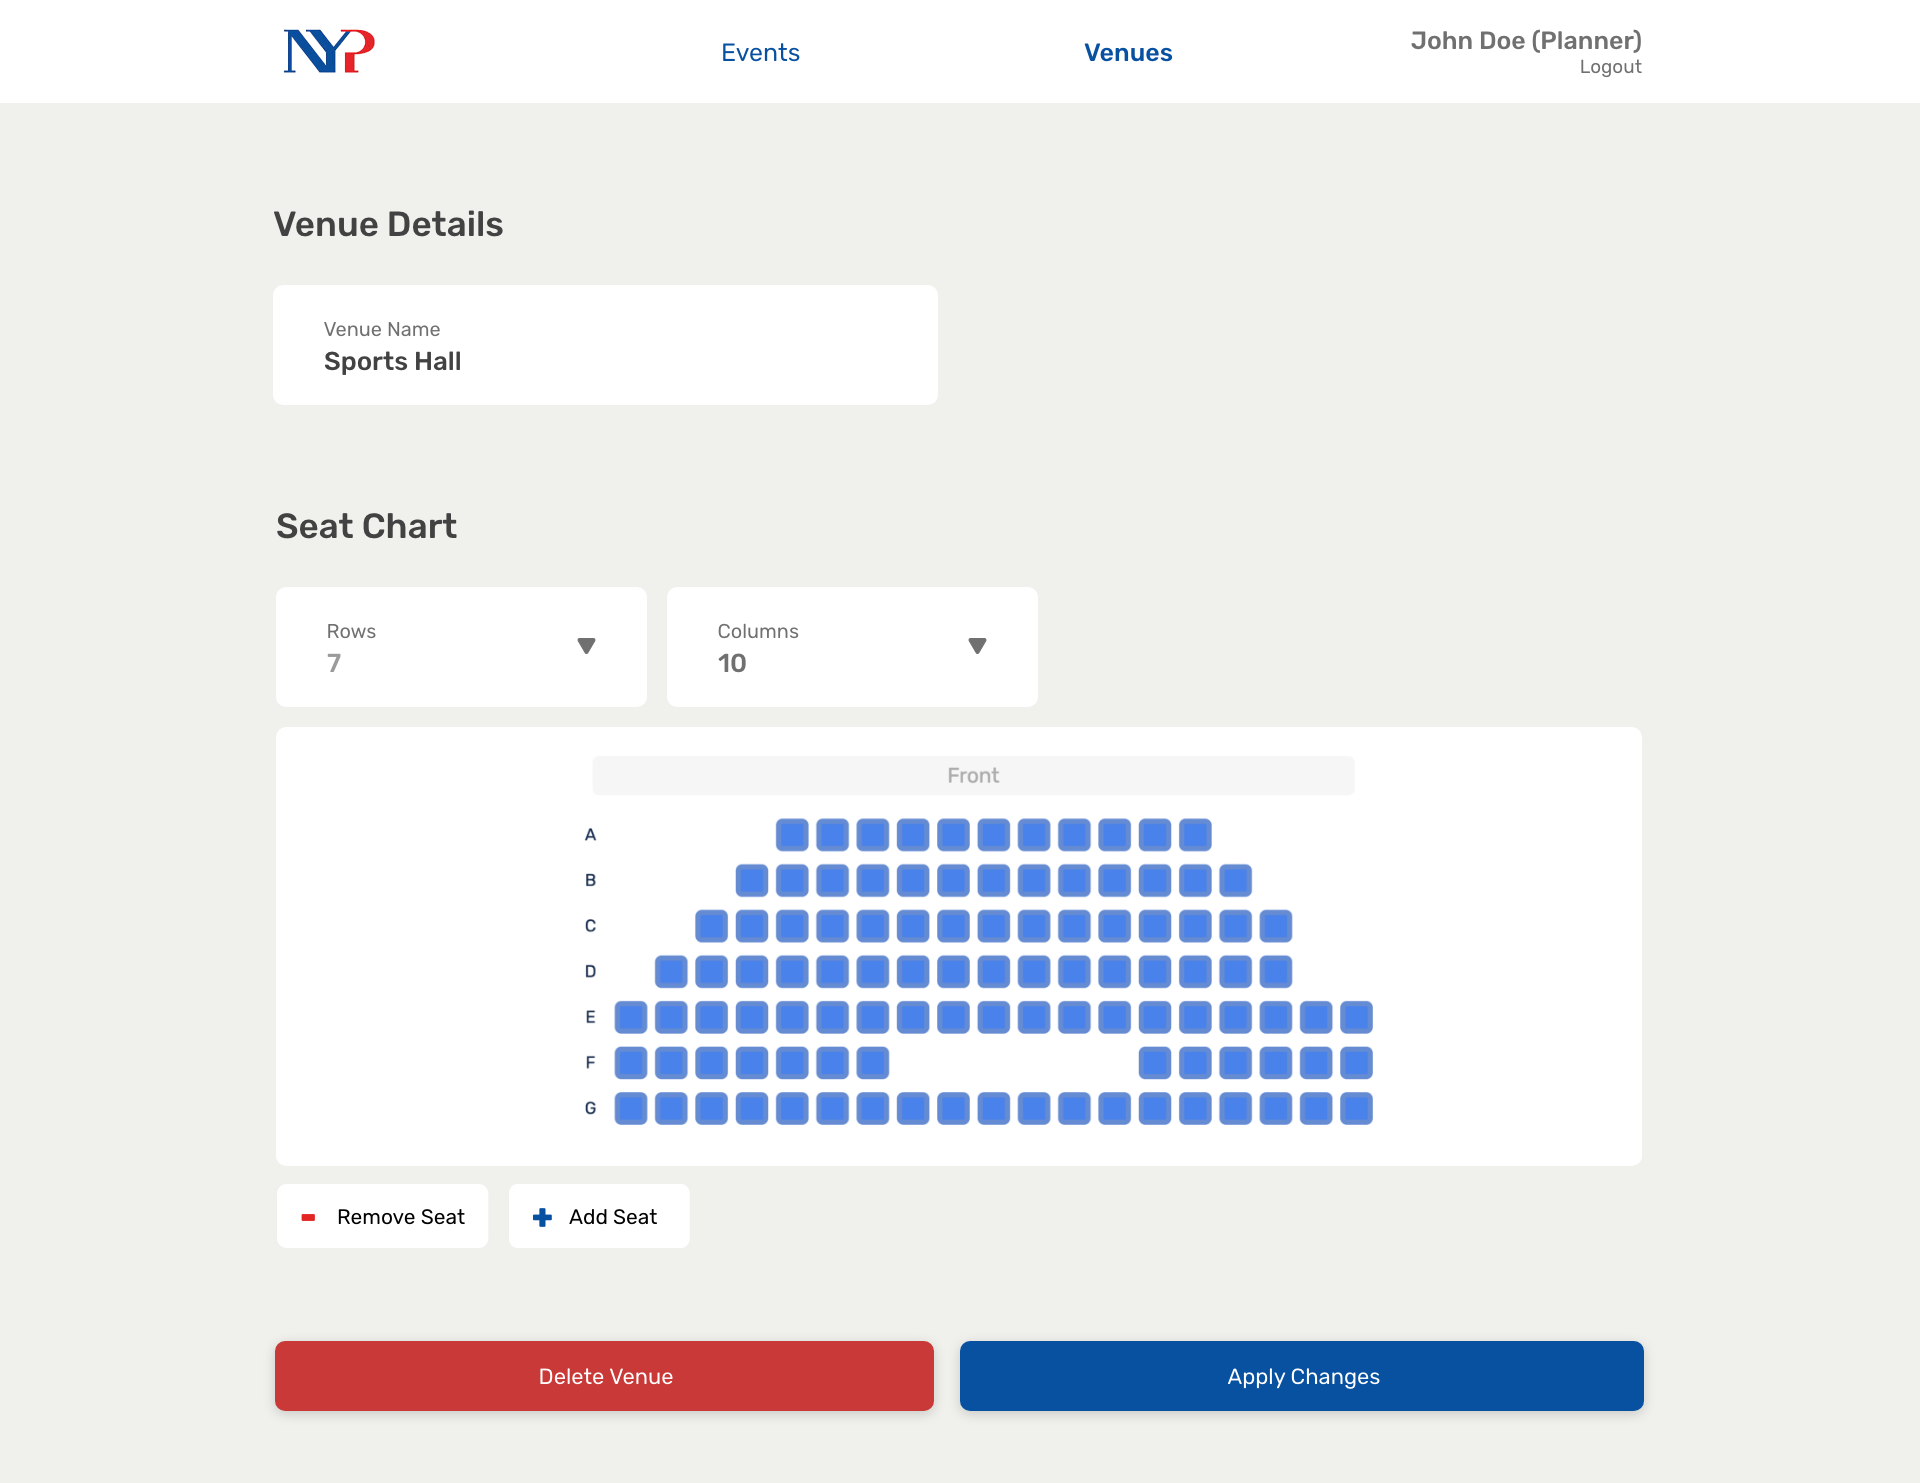 NYP
Events
Venues
John Doe (Planner)
Logout
Venue Details
Venue Name
Sports Hall
Seat Chart
Rows
7
Columns
10
Front
A
B
C
D
E
F
G
Remove Seat
Add Seat
Delete Venue
Apply Changes